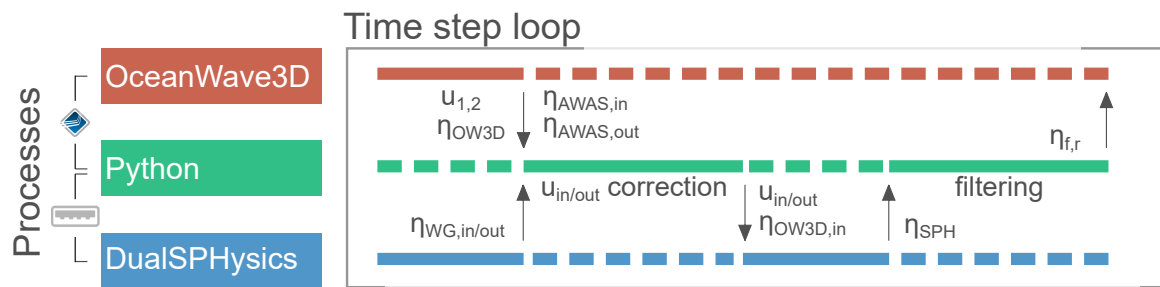 Time step loop
Processes
OceanWave3D
u1,2
ηAWAS,in
ηOW3D
ηAWAS,out
ηf,r
Python
uin/out correction
uin/out
filtering
ηWG,in/out
ηOW3D,in
ηSPH
DualSPHysics